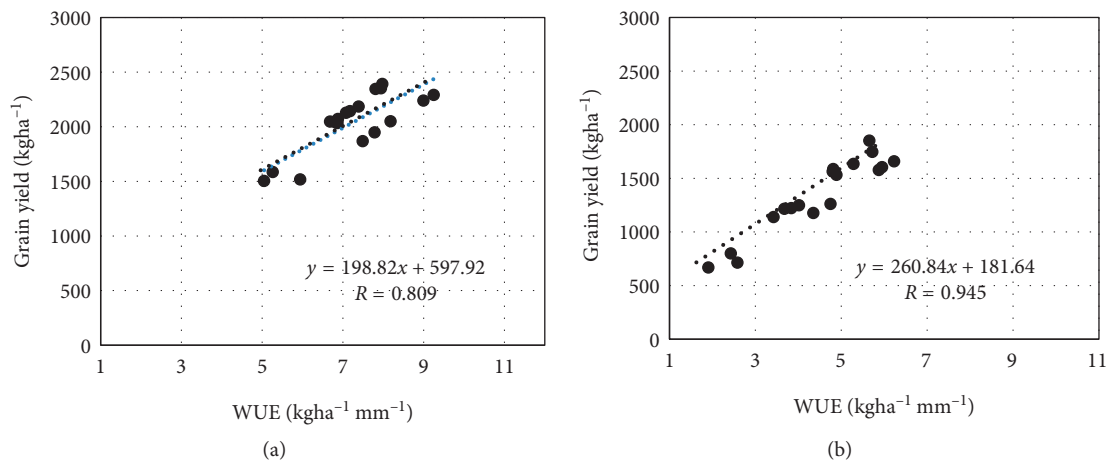 3000
2500
2000
1500
1000
500
0
Grain yield (kgha⁻¹)
y = 198.82x + 597.92
R = 0.809
1 3 5 7 9 11
WUE (kgha⁻¹ mm⁻¹)
(a)
3000
2500
2000
1500
1000
500
0
Grain yield (kgha⁻¹)
y = 260.84x + 181.64
R = 0.945
1 3 5 7 9 11
WUE (kgha⁻¹ mm⁻¹)
(b)